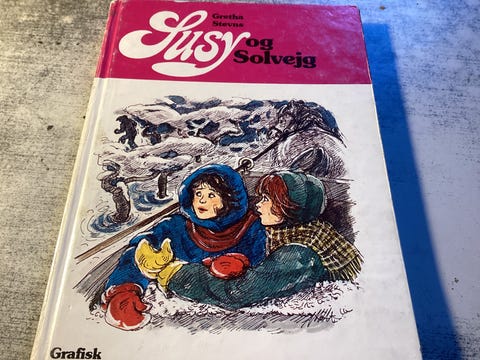 Gretha
Stevns
Susy og
Solvejg
Grafisk